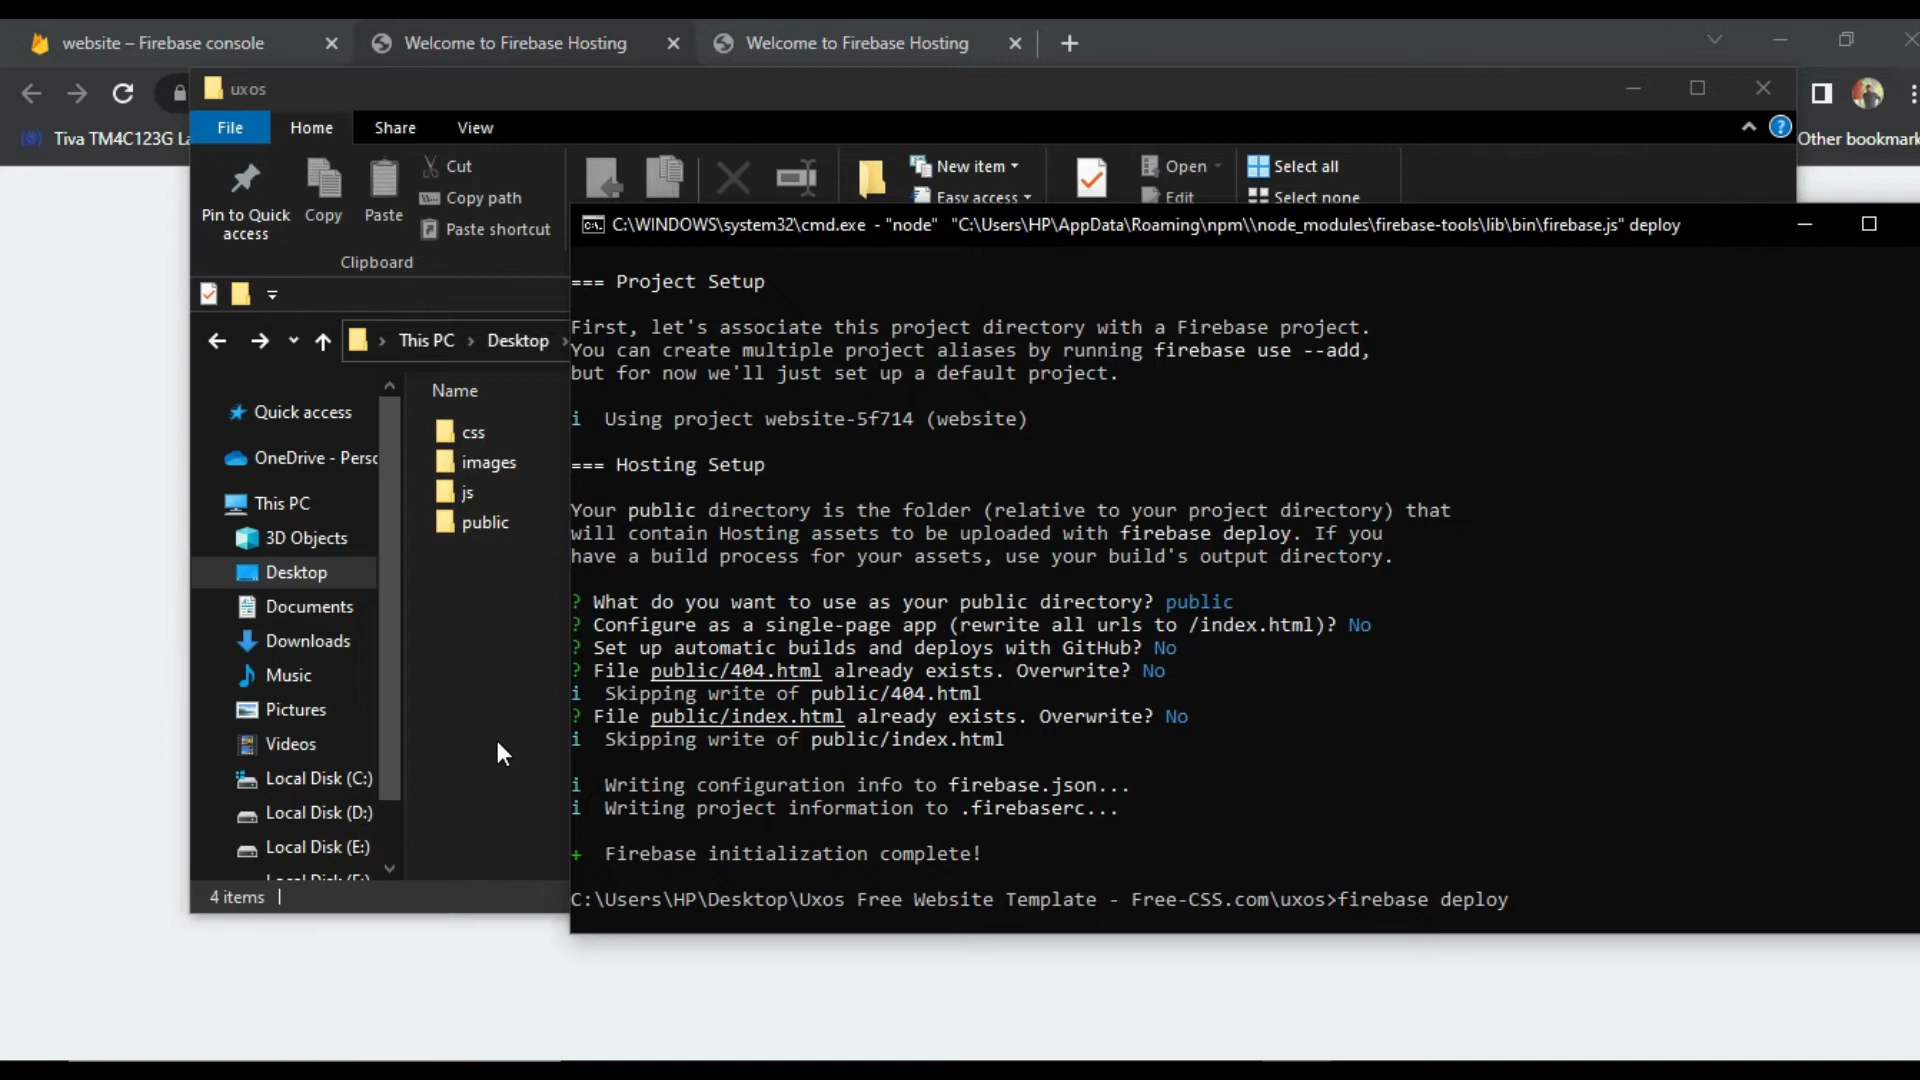 website – Firebase console
Welcome to Firebase Hosting
Welcome to Firebase Hosting
Tiva TM4C123G La
Other bookmark
uxos
File
Home
Share
View
Pin to Quick access
Copy
Paste
Cut
Copy path
Paste shortcut
Clipboard
New item
Easy access
Open
Edit
Select all
Select none
This PC
Desktop
Name
css
images
js
public
Quick access
OneDrive - Perso
This PC
3D Objects
Desktop
Documents
Downloads
Music
Pictures
Videos
Local Disk (C:)
Local Disk (D:)
Local Disk (E:)
4 items
C:\WINDOWS\system32\cmd.exe - "node" "C:\Users\HP\AppData\Roaming\npm\\node_modules\firebase-tools\lib\bin\firebase.js" deploy
=== Project Setup
First, let's associate this project directory with a Firebase project.
You can create multiple project aliases by running firebase use --add,
but for now we'll just set up a default project.
i  Using project website-5f714 (website)
=== Hosting Setup
Your public directory is the folder (relative to your project directory) that
will contain Hosting assets to be uploaded with firebase deploy. If you
have a build process for your assets, use your build's output directory.
? What do you want to use as your public directory? public
? Configure as a single-page app (rewrite all urls to /index.html)? No
? Set up automatic builds and deploys with GitHub? No
? File public/404.html already exists. Overwrite? No
i  Skipping write of public/404.html
? File public/index.html already exists. Overwrite? No
i  Skipping write of public/index.html
i  Writing configuration info to firebase.json...
i  Writing project information to .firebaserc...
+  Firebase initialization complete!
C:\Users\HP\Desktop\Uxos Free Website Template - Free-CSS.com\uxos>firebase deploy